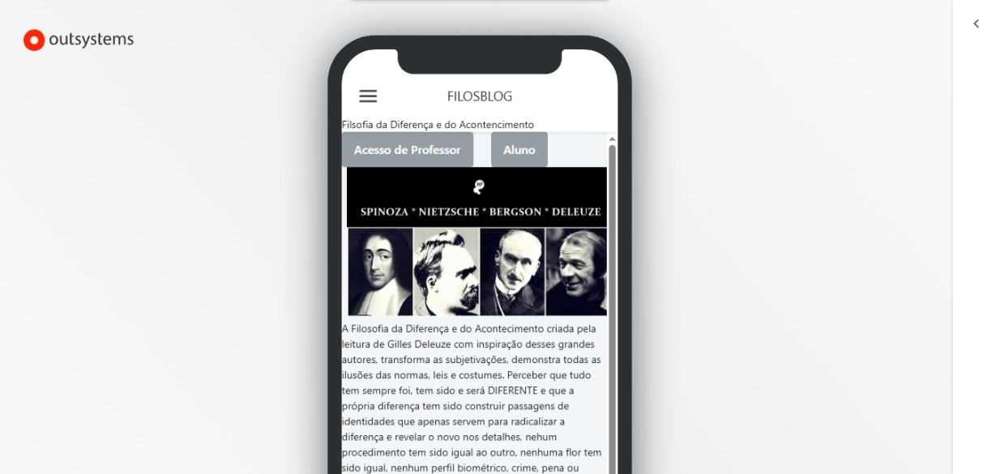 outsystems
FILOSBLOG
Filsofia da Diferença e do Acontencimento
Acesso de Professor
Aluno
MP
SPINOZA * NIETZSCHE * BERGSON * DELEUZE
A Filosofia da Diferença e do Acontecimento criada pela
leitura de Gilles Deleuze com inspiração desses grandes
autores, transforma as subjetivações, demonstra todas as
ilusões das normas, leis e costumes. Perceber que tudo
tem sempre foi, tem sido e será DIFERENTE e que a
própria diferença tem sido construir passagens de
identidades que apenas servem para radicalizar a
diferença e revelar o novo nos detalhes, nehum
procedimento tem sido igual ao outro, nenhuma flor tem
sido igual, nenhum perfil biométrico, crime, pena ou